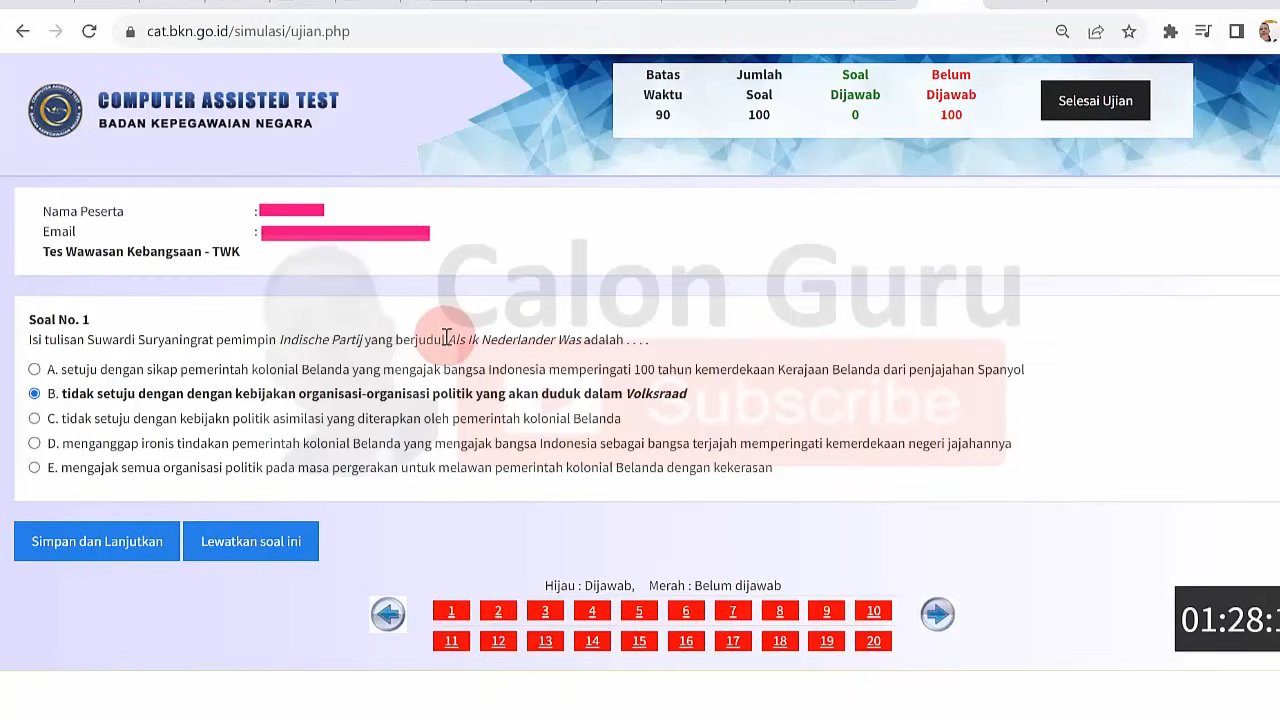 cat.bkn.go.id/simulasi/ujian.php
COMPUTER ASSISTED TEST
BADAN KEPEGAWAIAN NEGARA
Batas Waktu 90
Jumlah Soal 100
Soal Dijawab 0
Belum Dijawab 100
Selesai Ujian
Nama Peserta :
Email :
Tes Wawasan Kebangsaan - TWK
Calon Guru
Subscribe
Soal No. 1
Isi tulisan Suwardi Suryaningrat pemimpin Indische Partij yang berjudul Als Ik Nederlander Was adalah . . . .
A. setuju dengan sikap pemerintah kolonial Belanda yang mengajak bangsa Indonesia memperingati 100 tahun kemerdekaan Kerajaan Belanda dari penjajahan Spanyol
B. tidak setuju dengan dengan kebijakan organisasi-organisasi politik yang akan duduk dalam Volksraad
C. tidak setuju dengan kebijakn politik asimilasi yang diterapkan oleh pemerintah kolonial Belanda
D. menganggap ironis tindakan pemerintah kolonial Belanda yang mengajak bangsa Indonesia sebagai bangsa terjajah memperingati kemerdekaan negeri jajahannya
E. mengajak semua organisasi politik pada masa pergerakan untuk melawan pemerintah kolonial Belanda dengan kekerasan
Simpan dan Lanjutkan Lewatkan soal ini
Hijau : Dijawab, Merah : Belum dijawab
1 2 3 4 5 6 7 8 9 10
11 12 13 14 15 16 17 18 19 20
01:28: